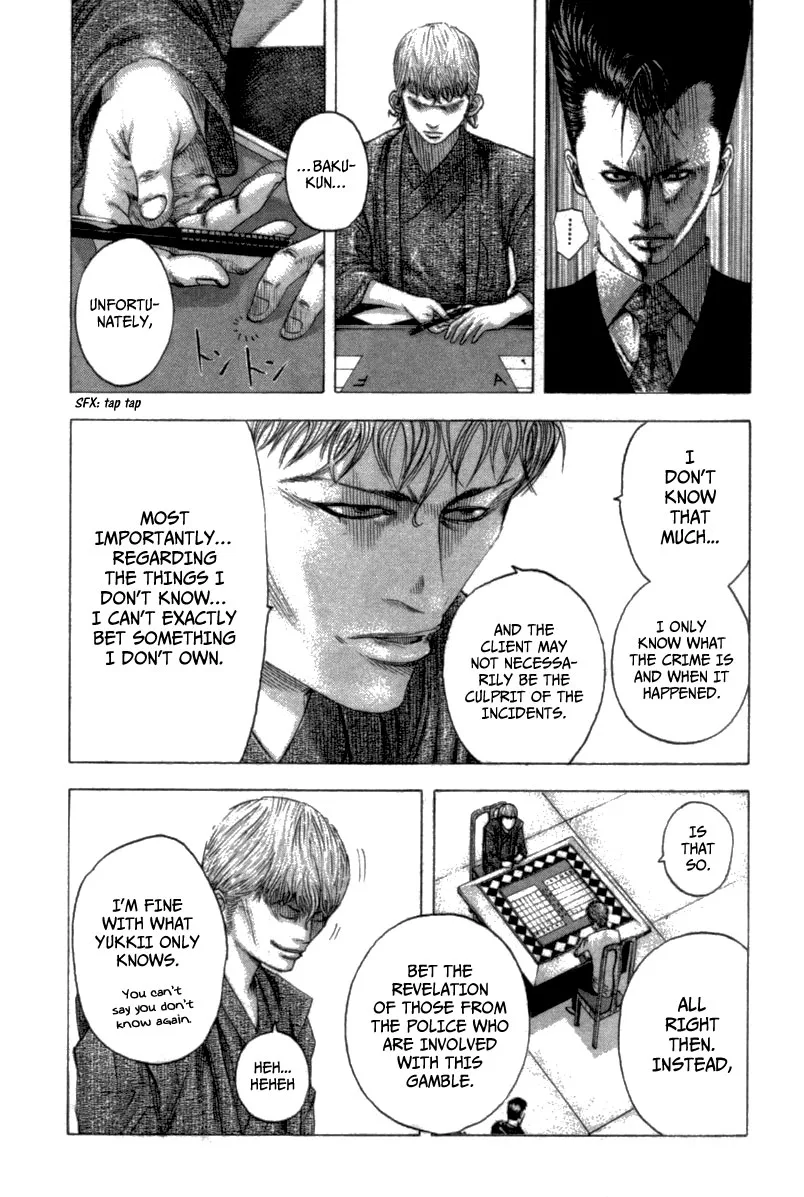 ......
...BAKU-
KUN...
UNFORTU-
NATELY,
トントン
SFX: tap tap
F
A
I
DON'T
KNOW
THAT
MUCH...
I ONLY
KNOW WHAT
THE CRIME IS
AND WHEN IT
HAPPENED.
AND THE
CLIENT MAY
NOT NECESSA-
RILY BE THE
CULPRIT OF THE
INCIDENTS.
MOST
IMPORTANTLY...
REGARDING
THE THINGS I
DON'T KNOW...
I CAN'T EXACTLY
BET SOMETHING
I DON'T OWN.
IS
THAT
SO.
ALL
RIGHT
THEN.
INSTEAD,
BET THE
REVELATION
OF THOSE FROM
THE POLICE WHO
ARE INVOLVED
WITH THIS
GAMBLE.
I'M FINE
WITH WHAT
YUKKII ONLY
KNOWS.
You can't
say you don't
know again.
HEH...
HEHEH